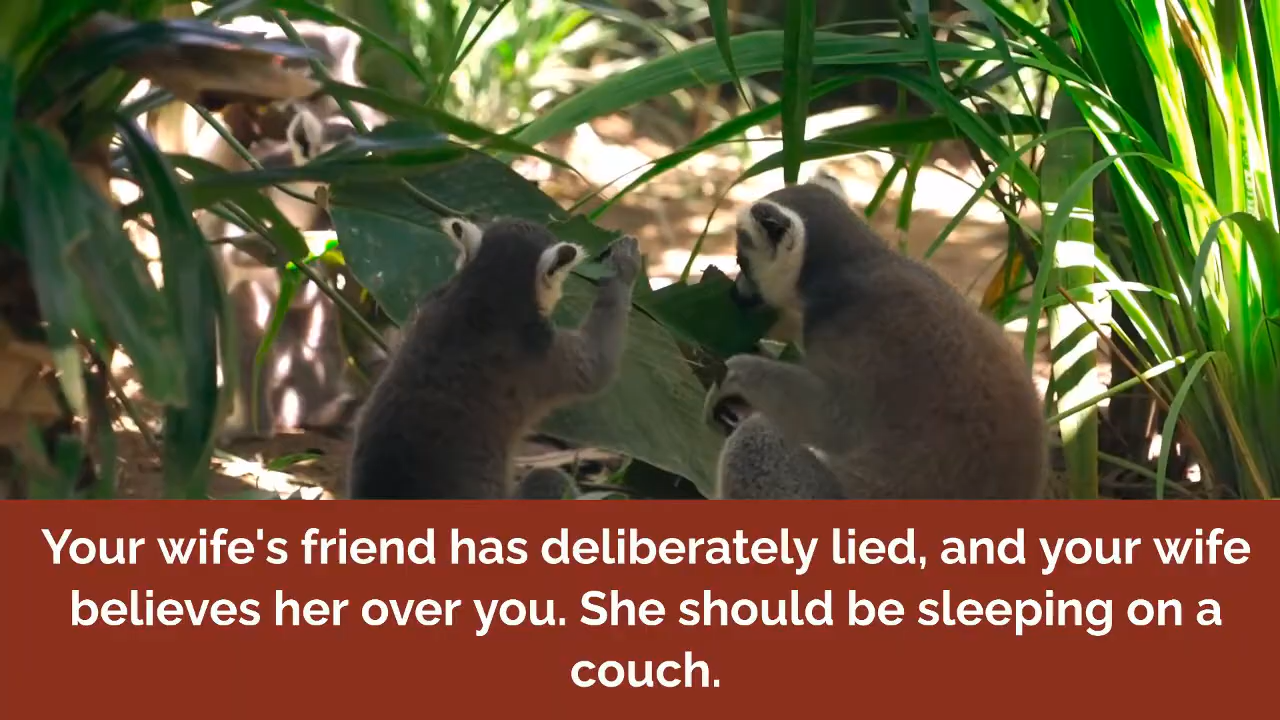 Your wife's friend has deliberately lied, and your wife
believes her over you. She should be sleeping on a
couch.